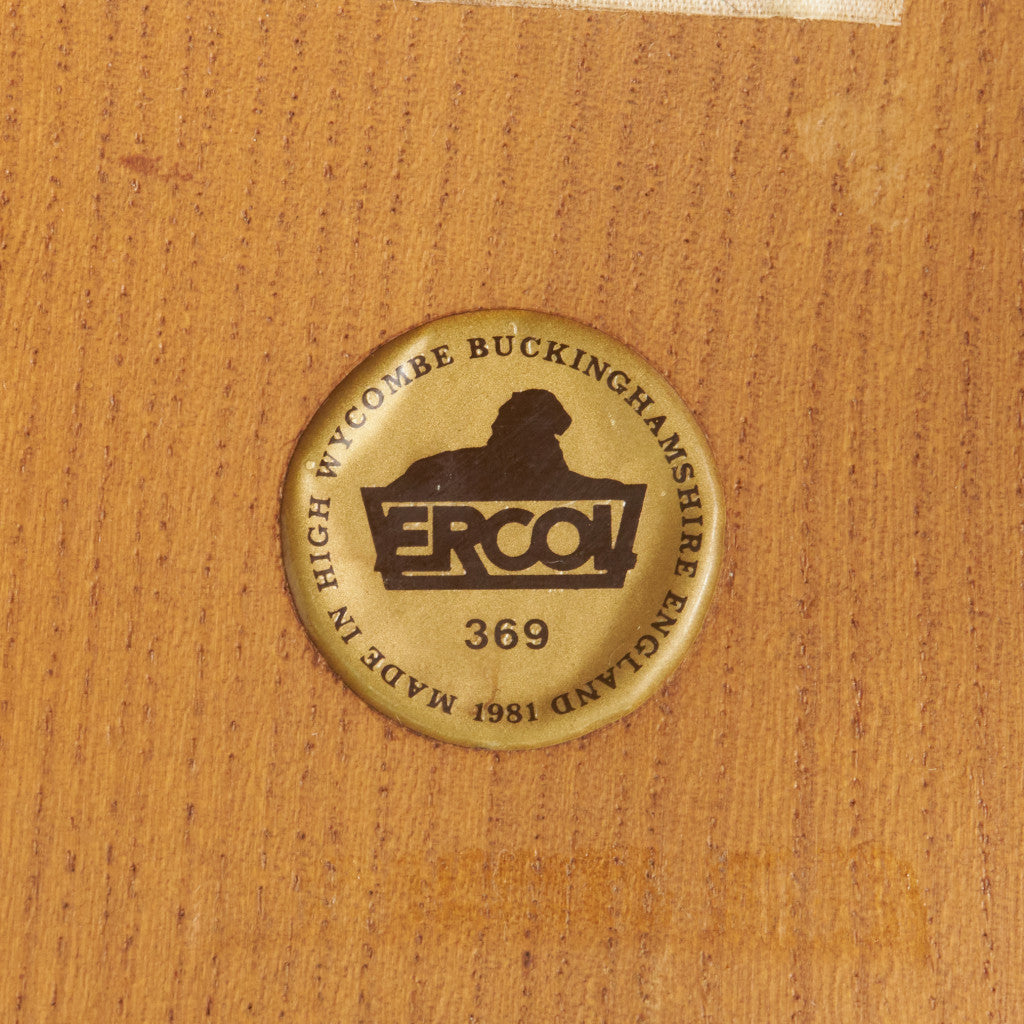 MADE IN HIGH WYCOMBE BUCKINGHAMSHIRE ENGLAND
ERCOL
369
1981